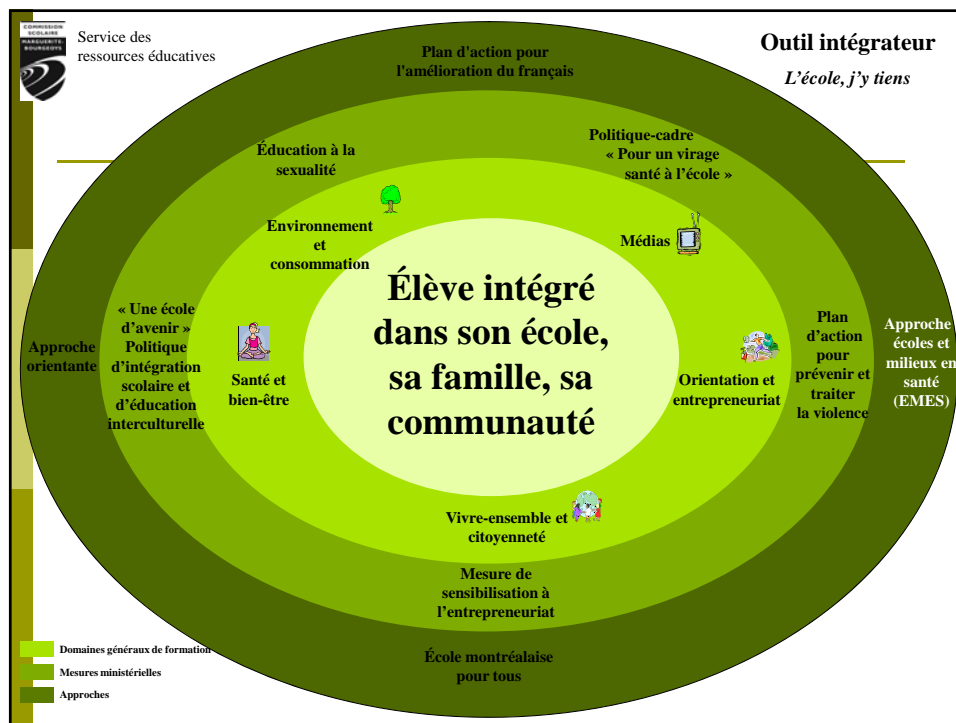 COMMISSION
SCOLAIRE
MARGUERITE-
BOURGEOYS
Service des
ressources éducatives
Outil intégrateur
L'école, j'y tiens
Plan d'action pour
l'amélioration du français
Éducation à la
sexualité
Politique-cadre
« Pour un virage
santé à l'école »
Environnement
et
consommation
Médias
Élève intégré
dans son école,
sa famille, sa
communauté
Approche
orientante
« Une école
d'avenir »
Politique
d'intégration
scolaire et
d'éducation
interculturelle
Santé et
bien-être
Orientation et
entrepreneuriat
Plan
d'action
pour
prévenir et
traiter
la violence
Approche
écoles et
milieux en
santé
(EMES)
Vivre-ensemble et
citoyenneté
Mesure de
sensibilisation à
l'entrepreneuriat
École montréalaise
pour tous
Domaines généraux de formation
Mesures ministérielles
Approches